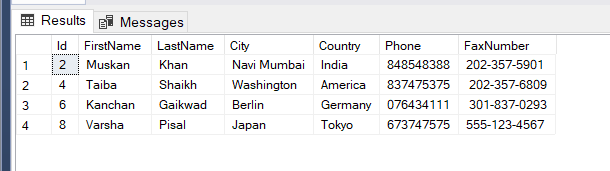 Results Messages
Id FirstName LastName City Country Phone FaxNumber
1 2 Muskan Khan Navi Mumbai India 848548388 202-357-5901
2 4 Taiba Shaikh Washington America 837475375 202-357-6809
3 6 Kanchan Gaikwad Berlin Germany 076434111 301-837-0293
4 8 Varsha Pisal Japan Tokyo 673747575 555-123-4567